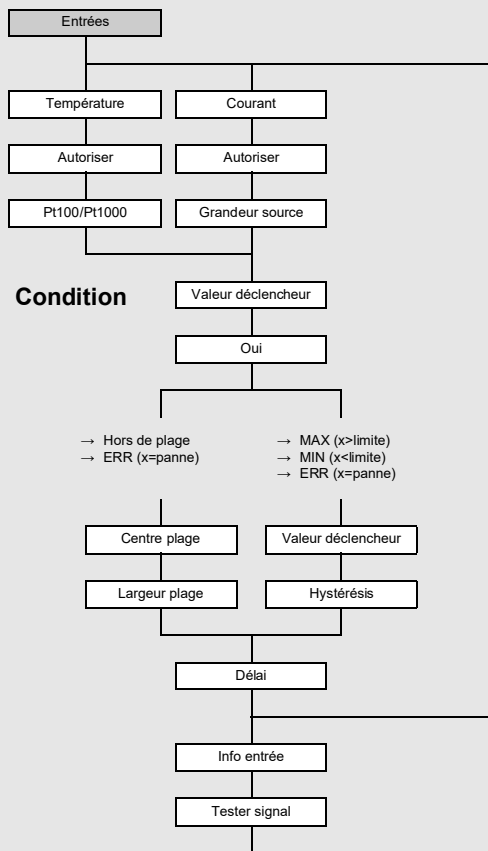 Entrées
Température
Courant
Autoriser
Autoriser
Pt100/Pt1000
Grandeur source
Condition
Valeur déclencheur
Oui
→ Hors de plage
→ ERR (x=panne)
→ MAX (x>limite)
→ MIN (x<limite)
→ ERR (x=panne)
Centre plage
Valeur déclencheur
Largeur plage
Hystérésis
Délai
Info entrée
Tester signal